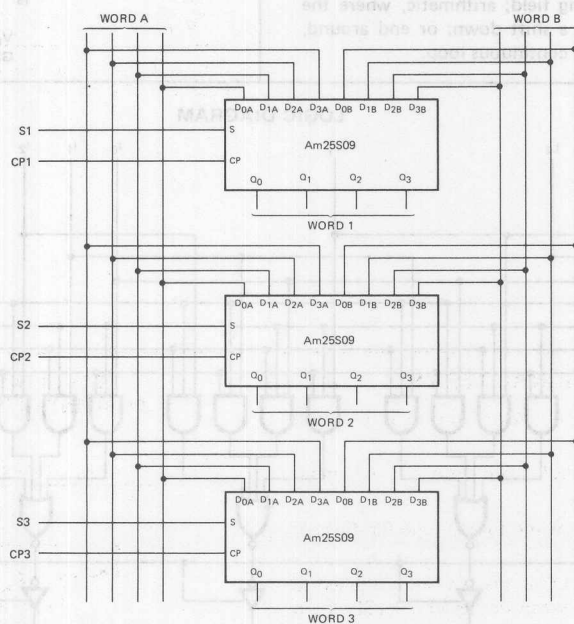 WORD A WORD B
D0A D1A D2A D3A D0B D1B D2B D3B
S1 S
Am25S09
CP1 CP
Q0 Q1 Q2 Q3
WORD 1
D0A D1A D2A D3A D0B D1B D2B D3B
S2 S
Am25S09
CP2 CP
Q0 Q1 Q2 Q3
WORD 2
D0A D1A D2A D3A D0B D1B D2B D3B
S3 S
Am25S09
CP3 CP
Q0 Q1 Q2 Q3
WORD 3